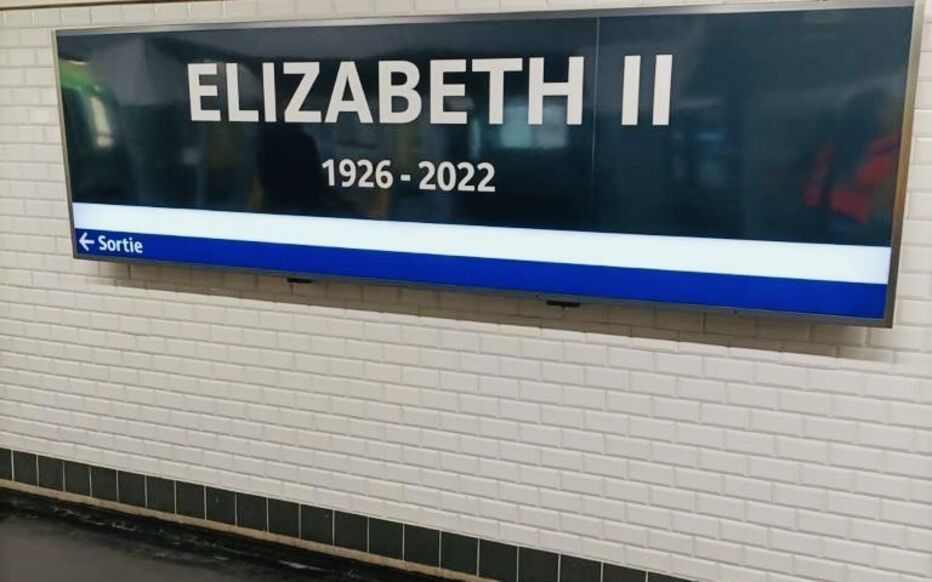 ELIZABETH II
1926 - 2022
← Sortie